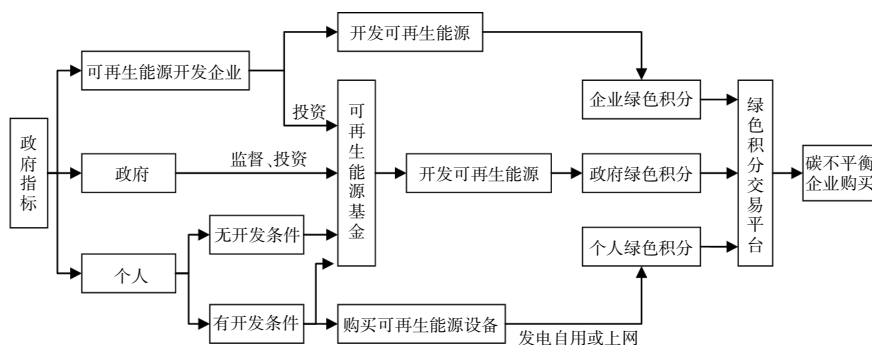 开发可再生能源
可再生能源开发企业
企业绿色积分
投资
政府指标
政府
监督、投资
可再生能源基金
开发可再生能源
政府绿色积分
绿色积分交易平台
碳不平衡
企业购买
无开发条件
个人
个人绿色积分
有开发条件
购买可再生能源设备
发电自用或上网